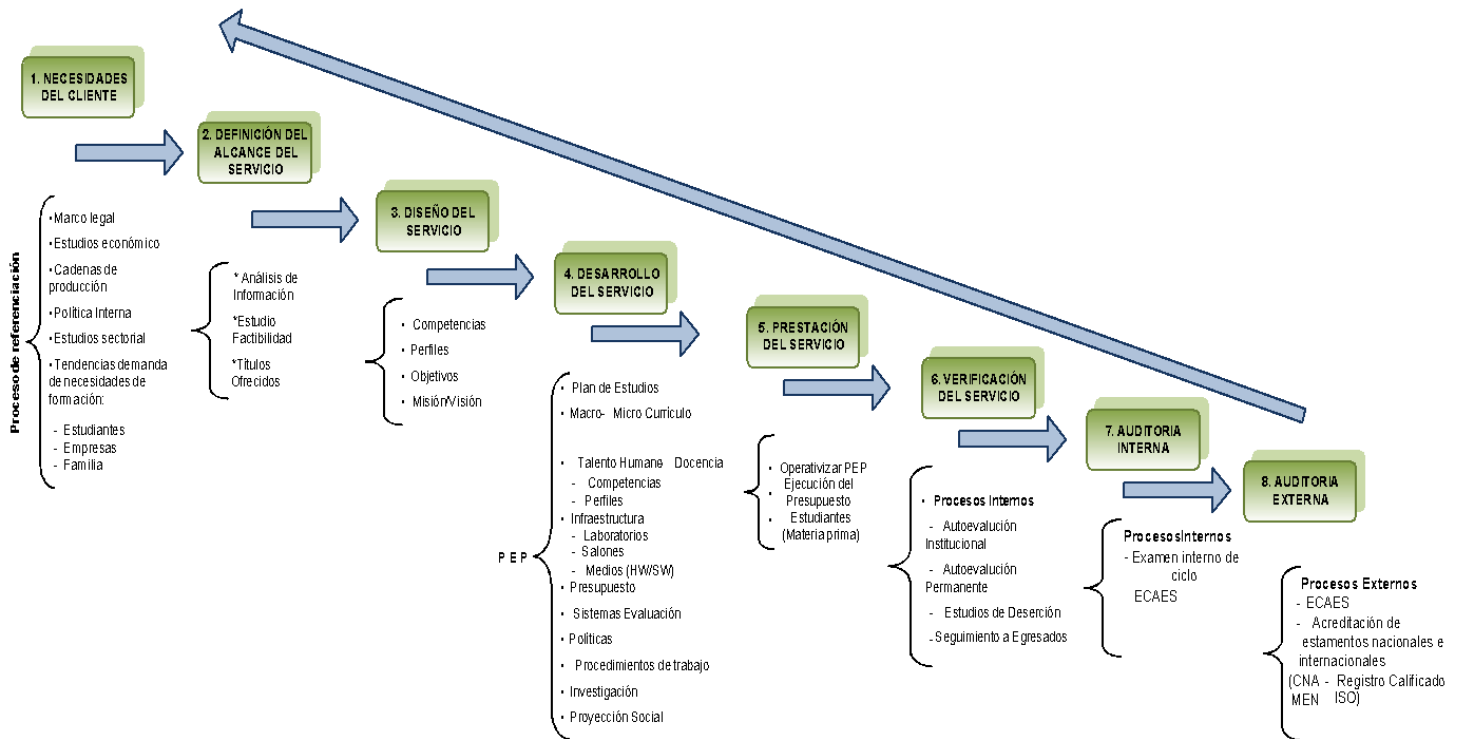 1. NECESIDADES
DEL CLIENTE
2. DEFINICIÓN DEL
ALCANCE DEL
SERVICIO
3. DISEÑO DEL
SERVICIO
4. DESARROLLO
DEL SERVICIO
5. PRESTACIÓN
DEL SERVICIO
6. VERIFICACIÓN
DEL SERVICIO
7. AUDITORIA
INTERNA
8. AUDITORIA
EXTERNA
Proceso de referenciación
•Marco legal
•Estudios económico
•Cadenas de
producción
•Política Interna
•Estudios sectorial
•Tendencias demanda
de necesidades de
formación:
- Estudiantes
- Empresas
- Familia
* Análisis de
Información
*Estudio
Factibilidad
*Títulos
Ofrecidos
• Competencias
• Perfiles
• Objetivos
• Misión/Visión
PEP
• Plan de Estudios
• Macro- Micro Currículo
• Talento Humano- Docencia
- Competencias
- Perfiles
• Infraestructura
- Laboratorios
- Salones
- Medios (HW/SW)
• Presupuesto
• Sistemas Evaluación
• Políticas
• Procedimientos de trabajo
• Investigación
• Proyección Social
• Operativizar PEP
• Ejecución del
Presupuesto
• Estudiantes
(Materia prima)
• Procesos Internos
- Autoevalución
Institucional
- Autoevalución
Permanente
- Estudios de Deserción
- Seguimiento a Egresados
Procesos Internos
- Examen interno de
ciclo
ECAES
Procesos Externos
- ECAES
- Acreditación de
estamentos nacionales e
internacionales
(CNA - Registro Calificado
MEN ISO)